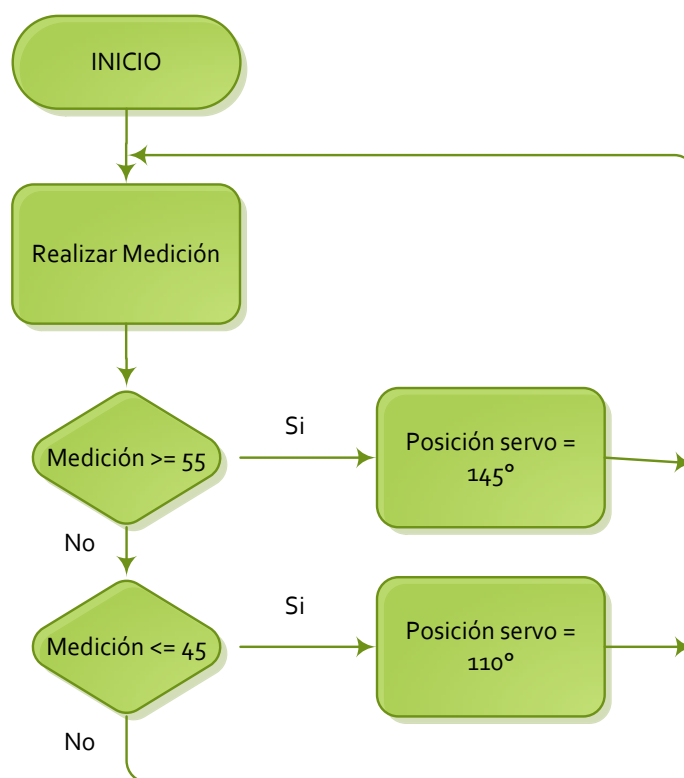 INICIO
Realizar Medición
Medición >= 55
Si
Posición servo =
145°
No
Medición <= 45
Si
Posición servo =
110°
No